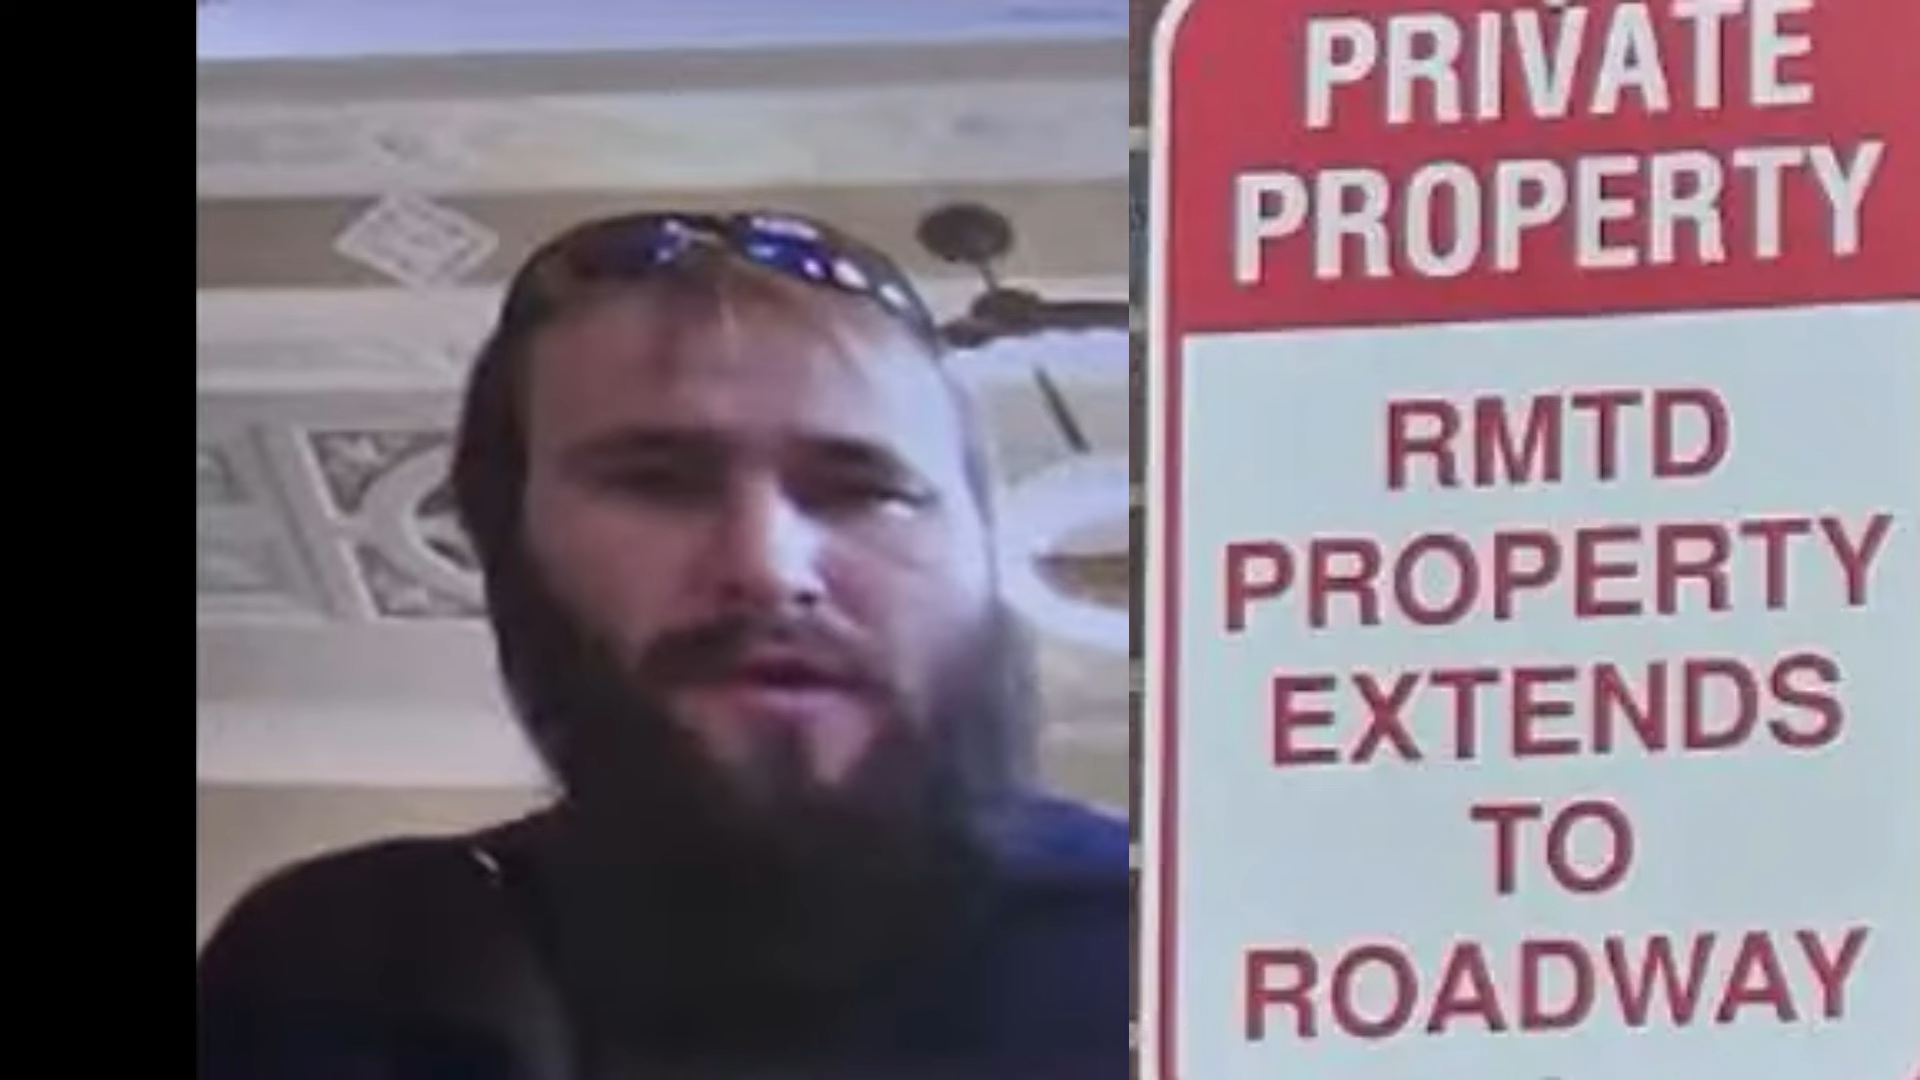 PRIVATE
PROPERTY
RMTD
PROPERTY
EXTENDS
TO
ROADWAY